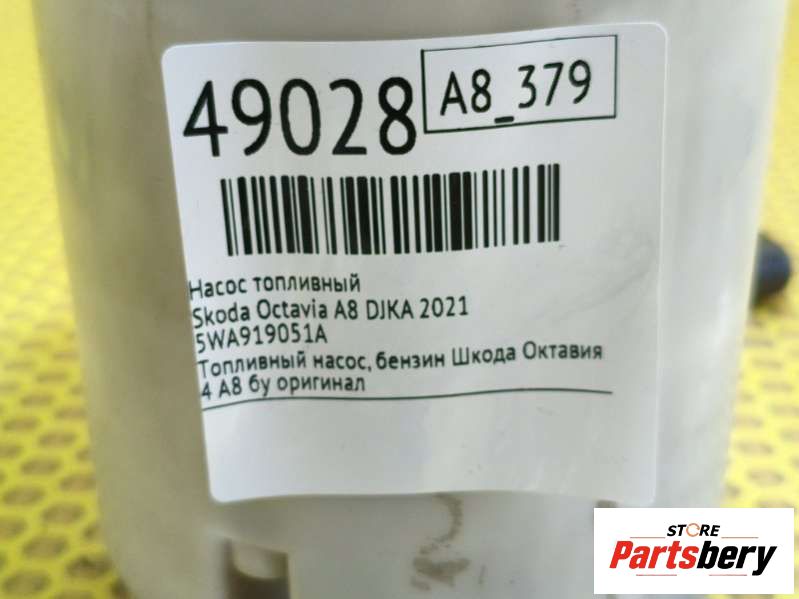 49028
A8_379
Насос топливный
Skoda Octavia A8 DJKA 2021
5WA919051A
Топливный насос, бензин Шкода Октавия
4 А8 бу оригинал
STORE
Partsbery